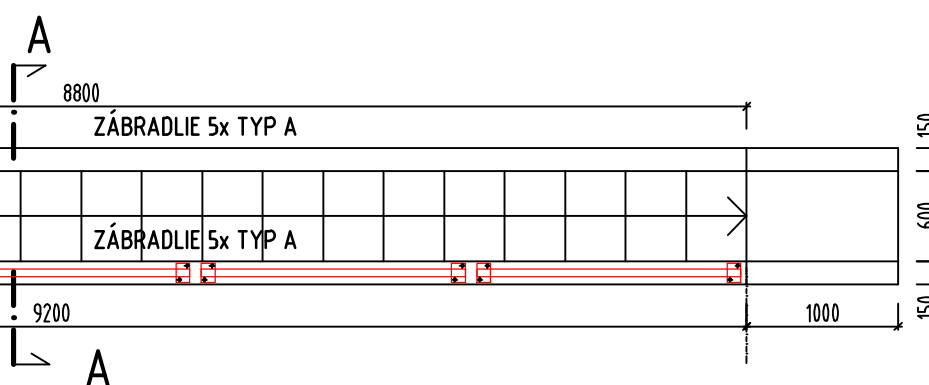 A
8800
ZÁBRADLIE 5x TYP A
150
600
ZÁBRADLIE 5x TYP A
9200
1000
150
A